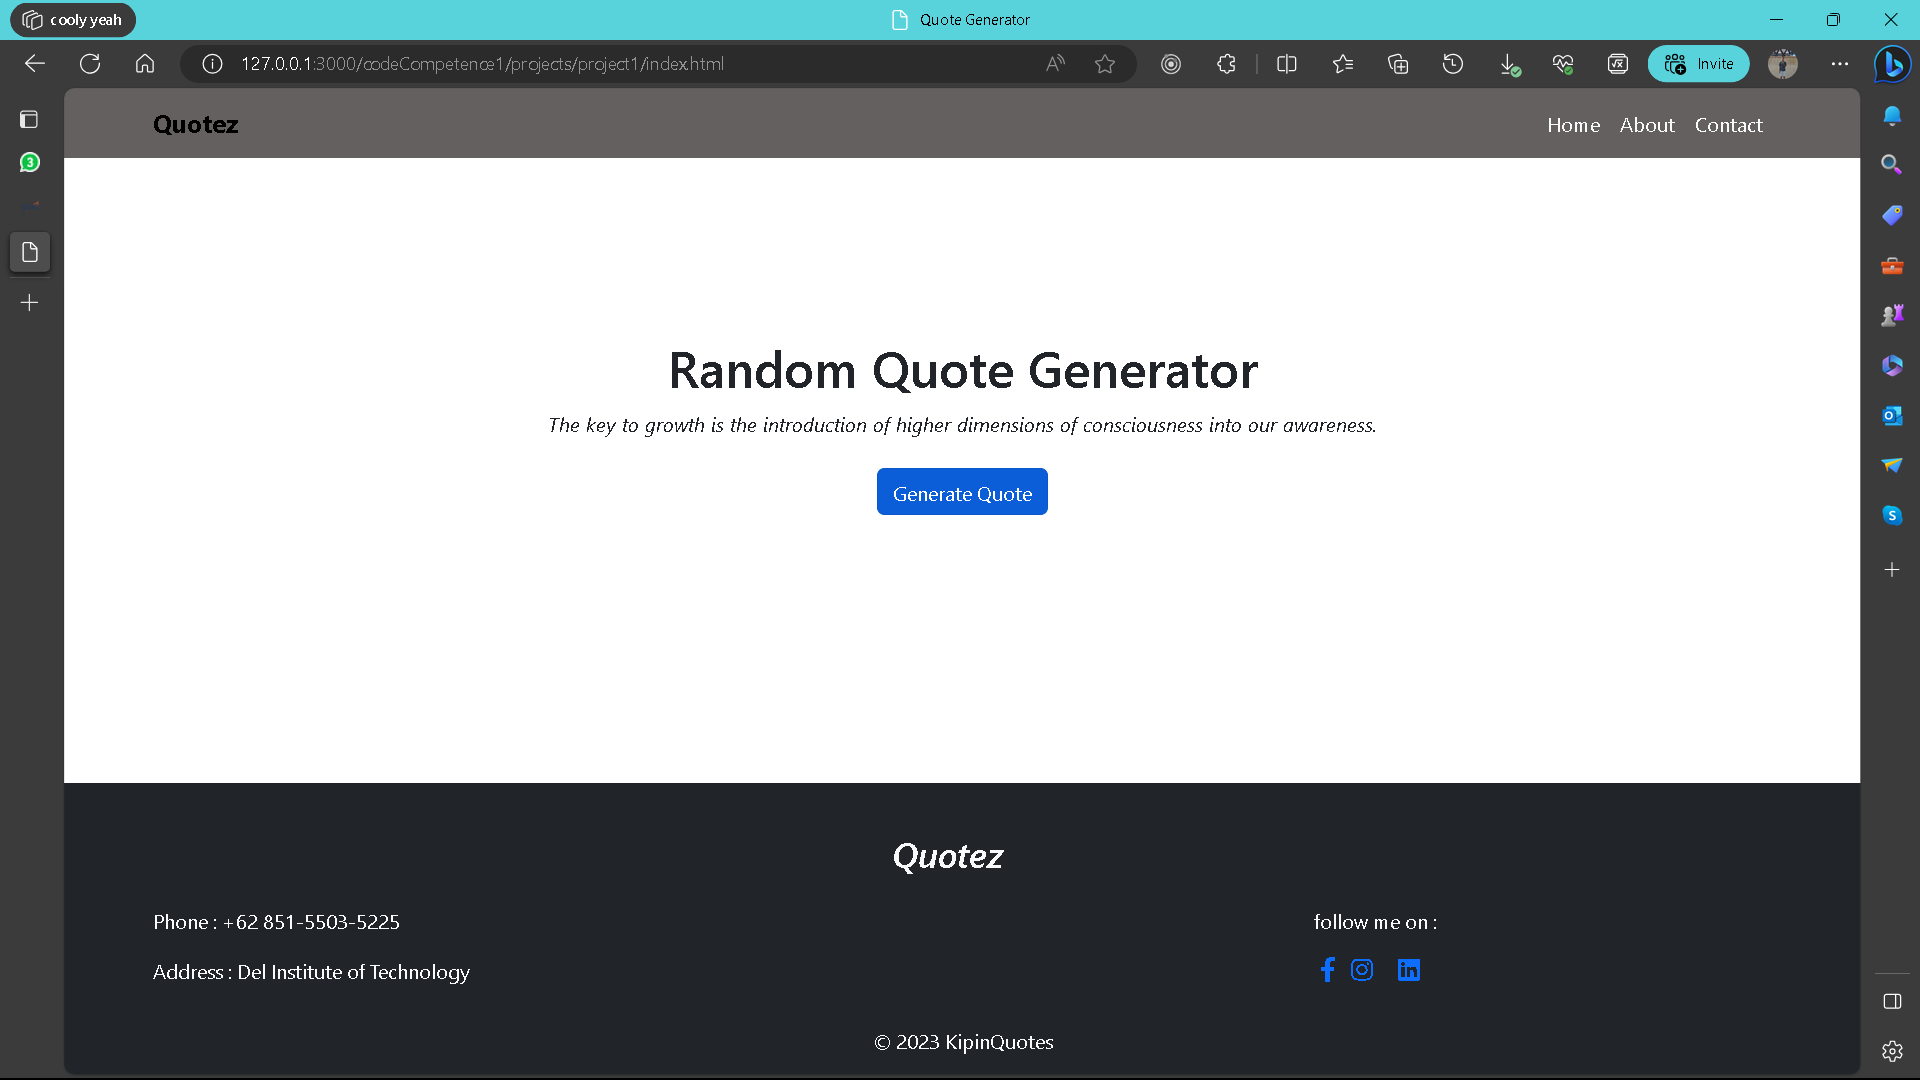 cooly yeah
Quote Generator
127.0.0.1:3000/codeCompetence1/projects/project1/index.html
Invite
3
Quotez
Home About Contact
Random Quote Generator
The key to growth is the introduction of higher dimensions of consciousness into our awareness.
Generate Quote
Quotez
Phone : +62 851-5503-5225
follow me on :
Address : Del Institute of Technology
© 2023 KipinQuotes